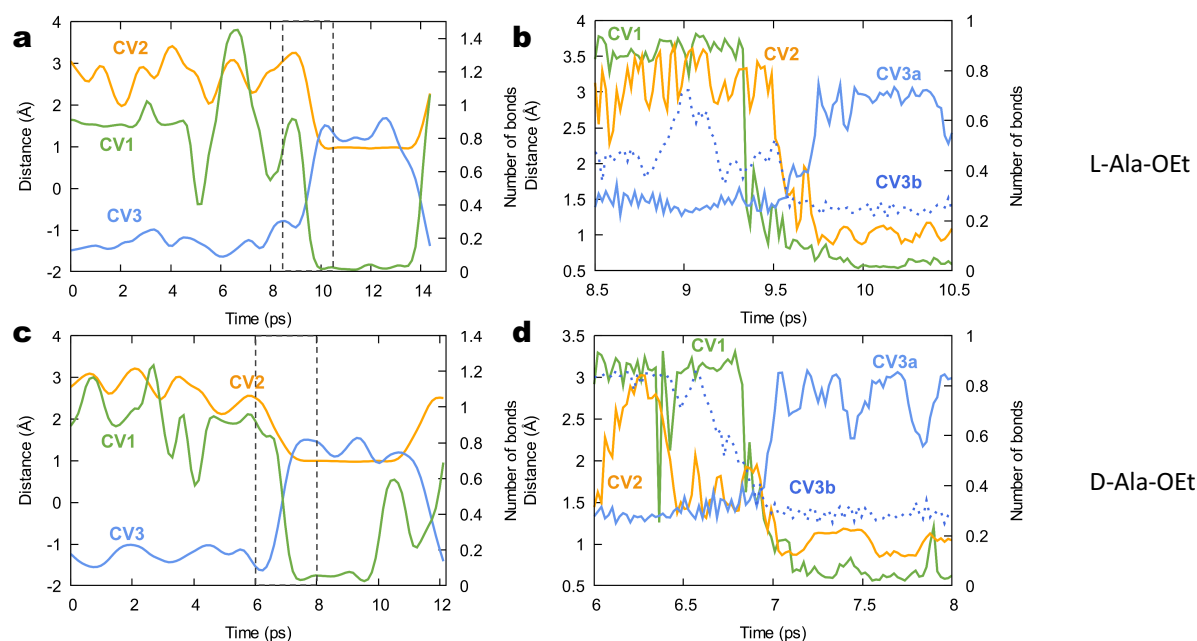 a
CV2
CV1
CV3
4
3
2
1
0
-1
-2
Distance (Å)
1.4
1.2
1
0.8
0.6
0.4
0.2
0
Number of bonds
0 2 4 6 8 10 12 14
Time (ps)
b
CV1
CV2
CV3a
CV3b
4
3.5
3
2.5
2
1.5
1
0.5
Distance (Å)
1
0.8
0.6
0.4
0.2
0
Number of bonds
8.5 9 9.5 10 10.5
Time (ps)
L-Ala-OEt
c
CV2
CV1
CV3
4
3
2
1
0
-1
-2
Distance (Å)
1.4
1.2
1
0.8
0.6
0.4
0.2
0
Number of bonds
0 2 4 6 8 10 12
Time (ps)
d
CV1
CV3a
CV2
CV3b
3.5
3
2.5
2
1.5
1
0.5
Distance (Å)
1
0.8
0.6
0.4
0.2
0
Number of bonds
6 6.5 7 7.5 8
Time (ps)
D-Ala-OEt